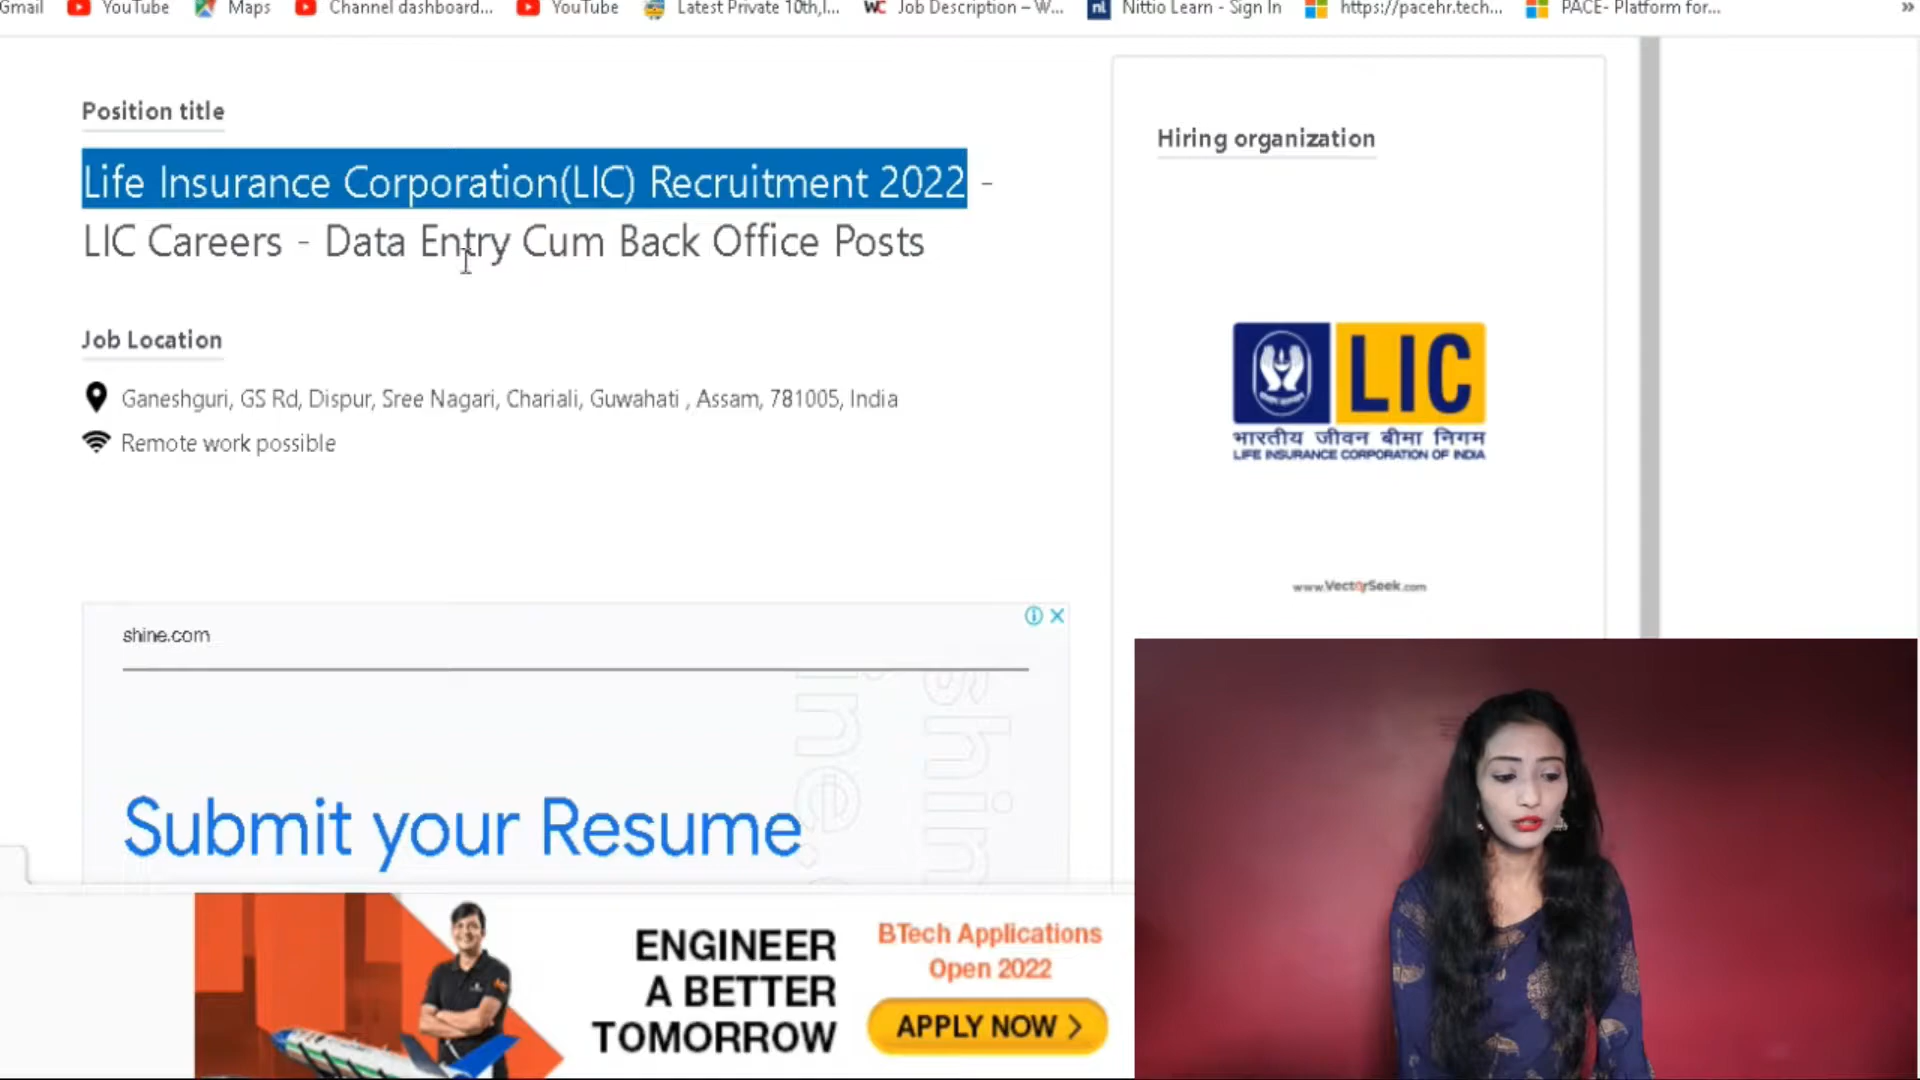 Gmail
YouTube
Maps
Channel dashboard...
YouTube
Latest Private 10th,I...
WC Job Description – W...
nl Nittio Learn - Sign In
https://pacehr.tech...
PACE- Platform for...
»
Position title
Life Insurance Corporation(LIC) Recruitment 2022 -
LIC Careers - Data Entry Cum Back Office Posts
Job Location
Ganeshguri, GS Rd, Dispur, Sree Nagari, Chariali, Guwahati , Assam, 781005, India
Remote work possible
Hiring organization
LIC
भारतीय जीवन बीमा निगम
LIFE INSURANCE CORPORATION OF INDIA
www.VectorSeek.com
shine.com
Submit your Resume
ENGINEER
A BETTER
TOMORROW
BTech Applications
Open 2022
APPLY NOW >